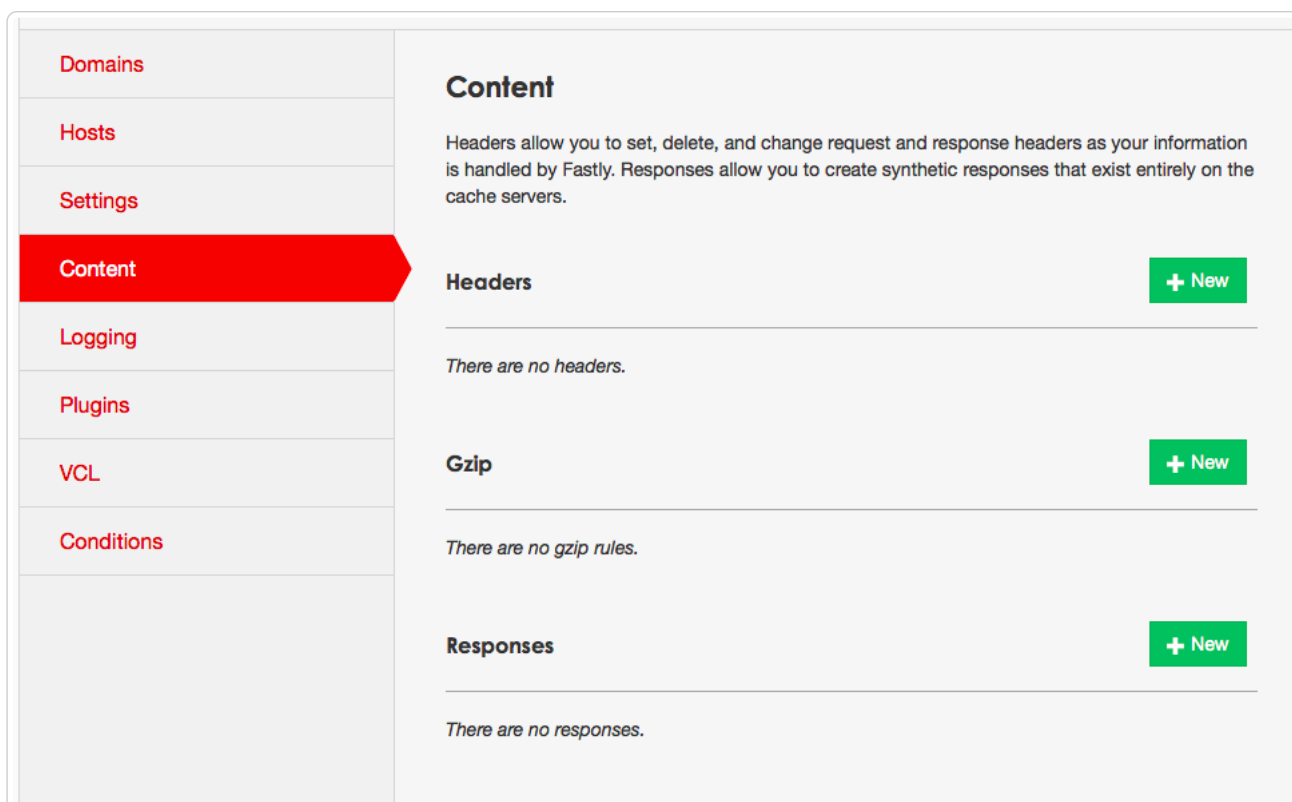 Domains
Hosts
Settings
Content
Logging
Plugins
VCL
Conditions
Content
Headers allow you to set, delete, and change request and response headers as your information
is handled by Fastly. Responses allow you to create synthetic responses that exist entirely on the
cache servers.
Headers
+ New
There are no headers.
Gzip
+ New
There are no gzip rules.
Responses
+ New
There are no responses.